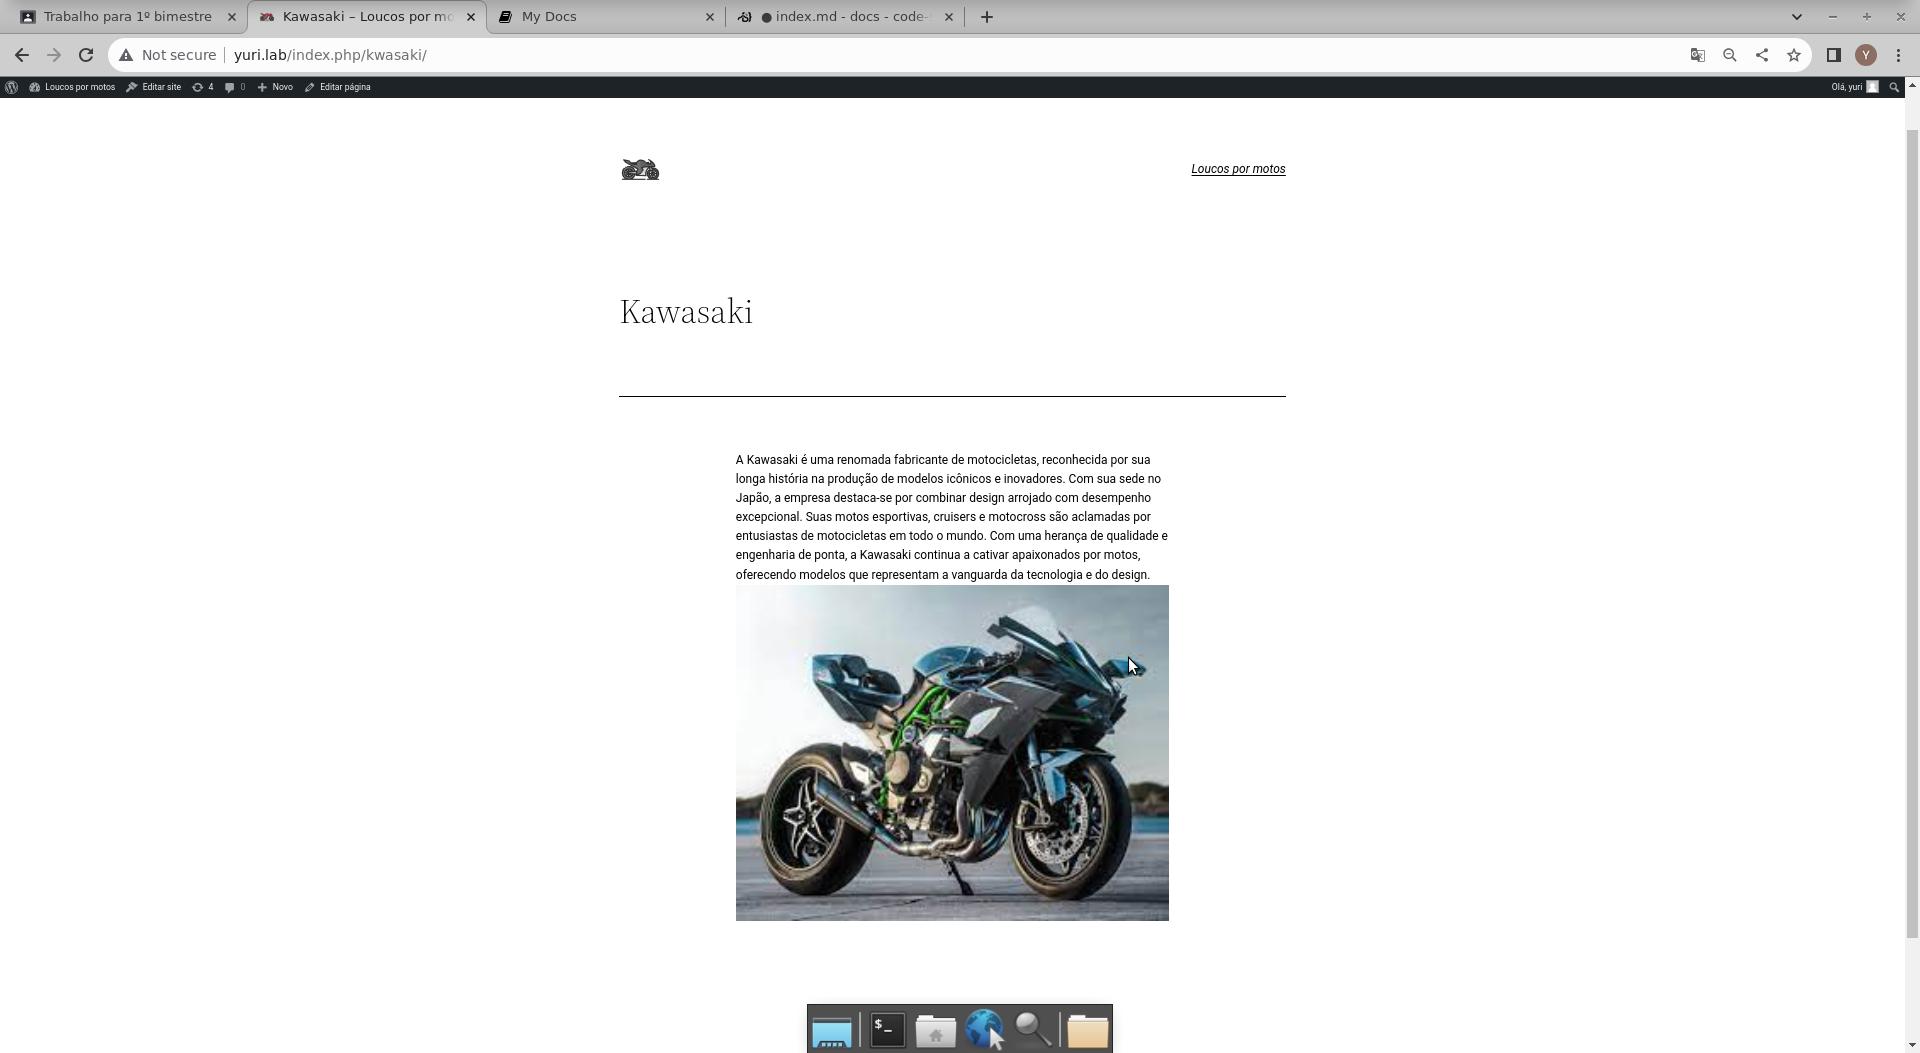 Trabalho para 1º bimestre
Kawasaki – Loucos por mo
My Docs
● index.md - docs - code-
Not secure
yuri.lab/index.php/kwasaki/
Y
Loucos por motos
Editar site
4
0
Novo
Editar página
Olá, yuri
Loucos por motos
Kawasaki
A Kawasaki é uma renomada fabricante de motocicletas, reconhecida por sua
longa história na produção de modelos icônicos e inovadores. Com sua sede no
Japão, a empresa destaca-se por combinar design arrojado com desempenho
excepcional. Suas motos esportivas, cruisers e motocross são aclamadas por
entusiastas de motocicletas em todo o mundo. Com uma herança de qualidade e
engenharia de ponta, a Kawasaki continua a cativar apaixonados por motos,
oferecendo modelos que representam a vanguarda da tecnologia e do design.
$_